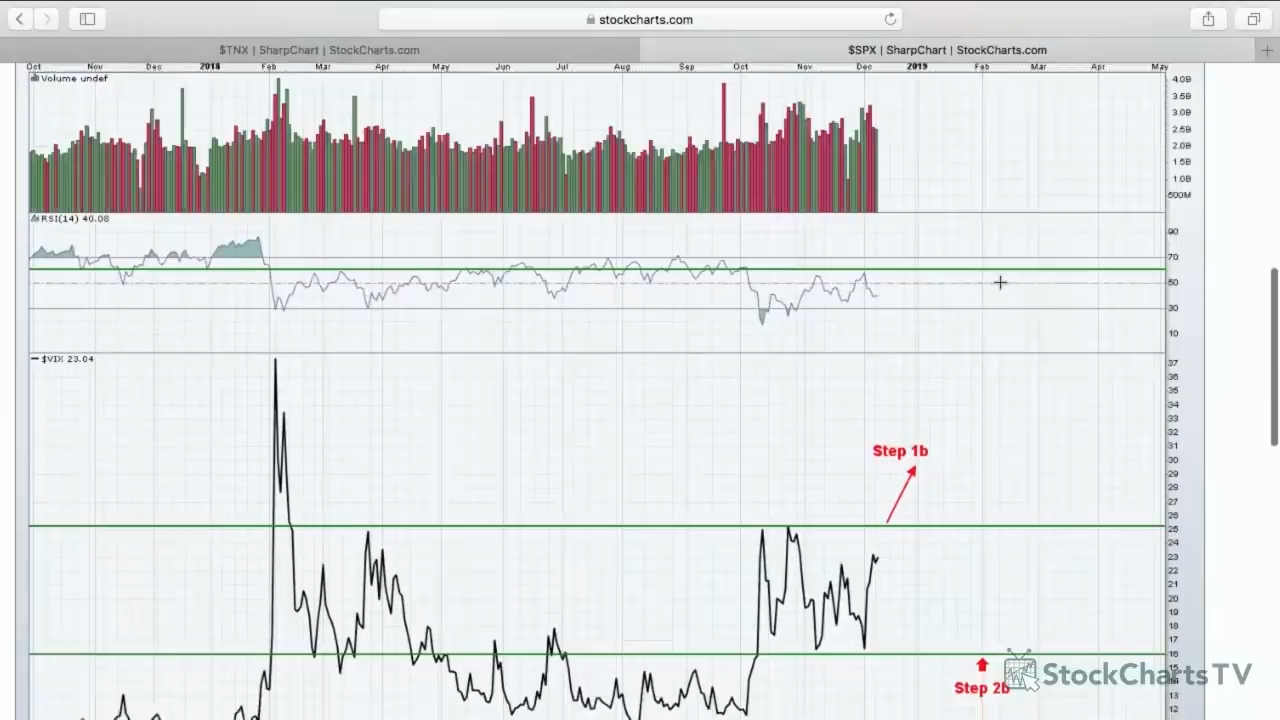 stockcharts.com
$TNX | SharpChart | StockCharts.com
$SPX | SharpChart | StockCharts.com
Oct Nov Dec 2018 Feb Mar Apr May Jun Jul Aug Sep Oct Nov Dec 2019 Feb Mar Apr May
Volume undef
4.0B
3.5B
3.0B
2.5B
2.0B
1.5B
1.0B
500M
RSI(14) 40.08
90
70
50
30
10
$VIX 23.04
37
36
35
34
33
32
31
30
29
28
27
26
25
24
23
22
21
20
19
18
17
16
14
13
12
Step 1b
Step 2b
StockChartsTV